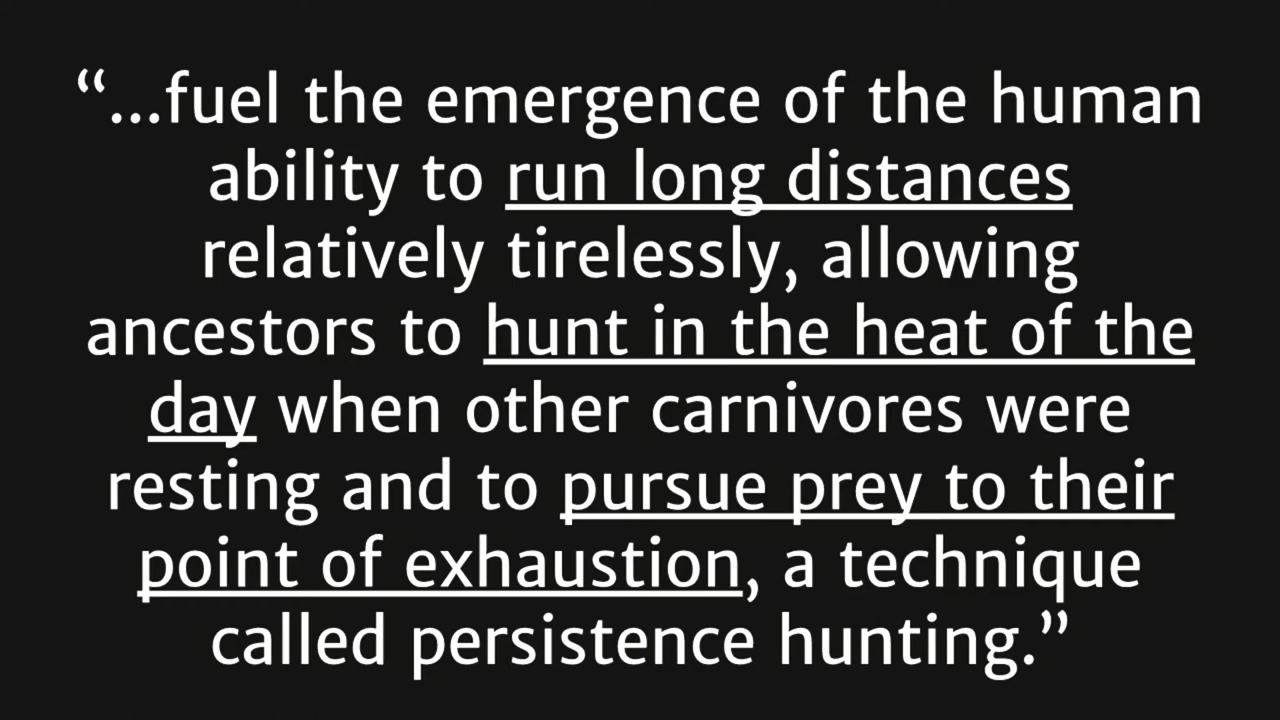 “...fuel the emergence of the human
ability to run long distances
relatively tirelessly, allowing
ancestors to hunt in the heat of the
day when other carnivores were
resting and to pursue prey to their
point of exhaustion, a technique
called persistence hunting.”